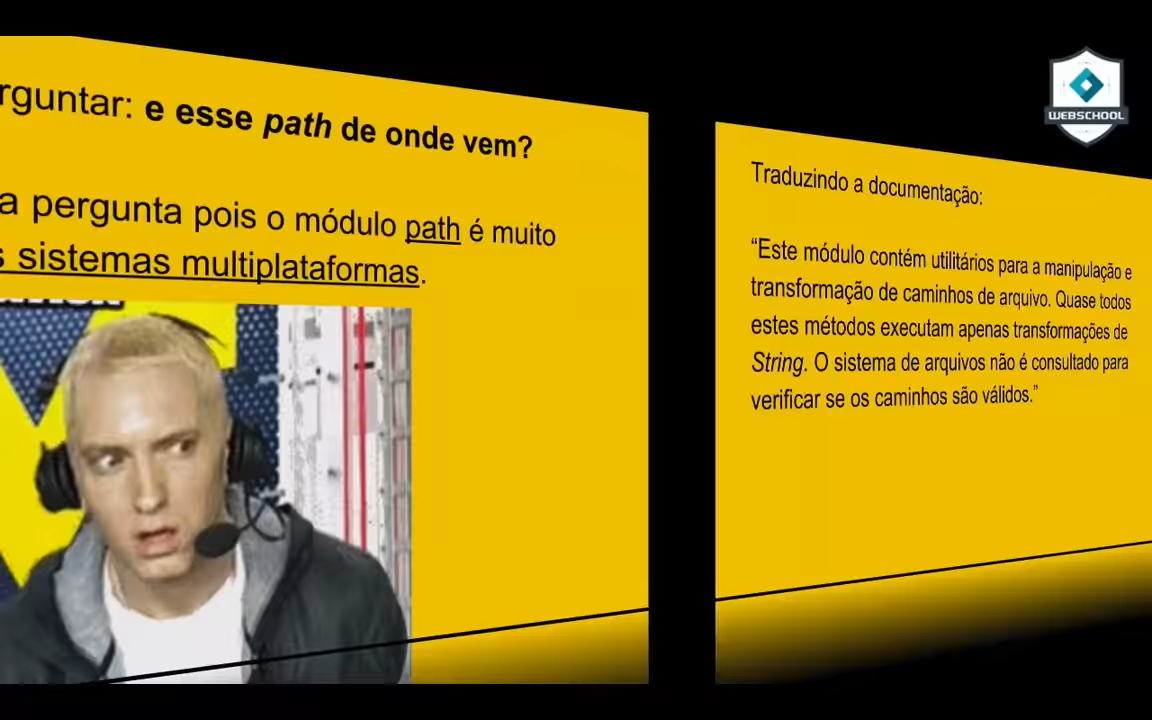 rguntar: e esse path de onde vem?
a pergunta pois o módulo path é muito
s sistemas multiplataformas.
WEBSCHOOL
Traduzindo a documentação:
“Este módulo contém utilitários para a manipulação e
transformação de caminhos de arquivo. Quase todos
estes métodos executam apenas transformações de
String. O sistema de arquivos não é consultado para
verificar se os caminhos são válidos.”